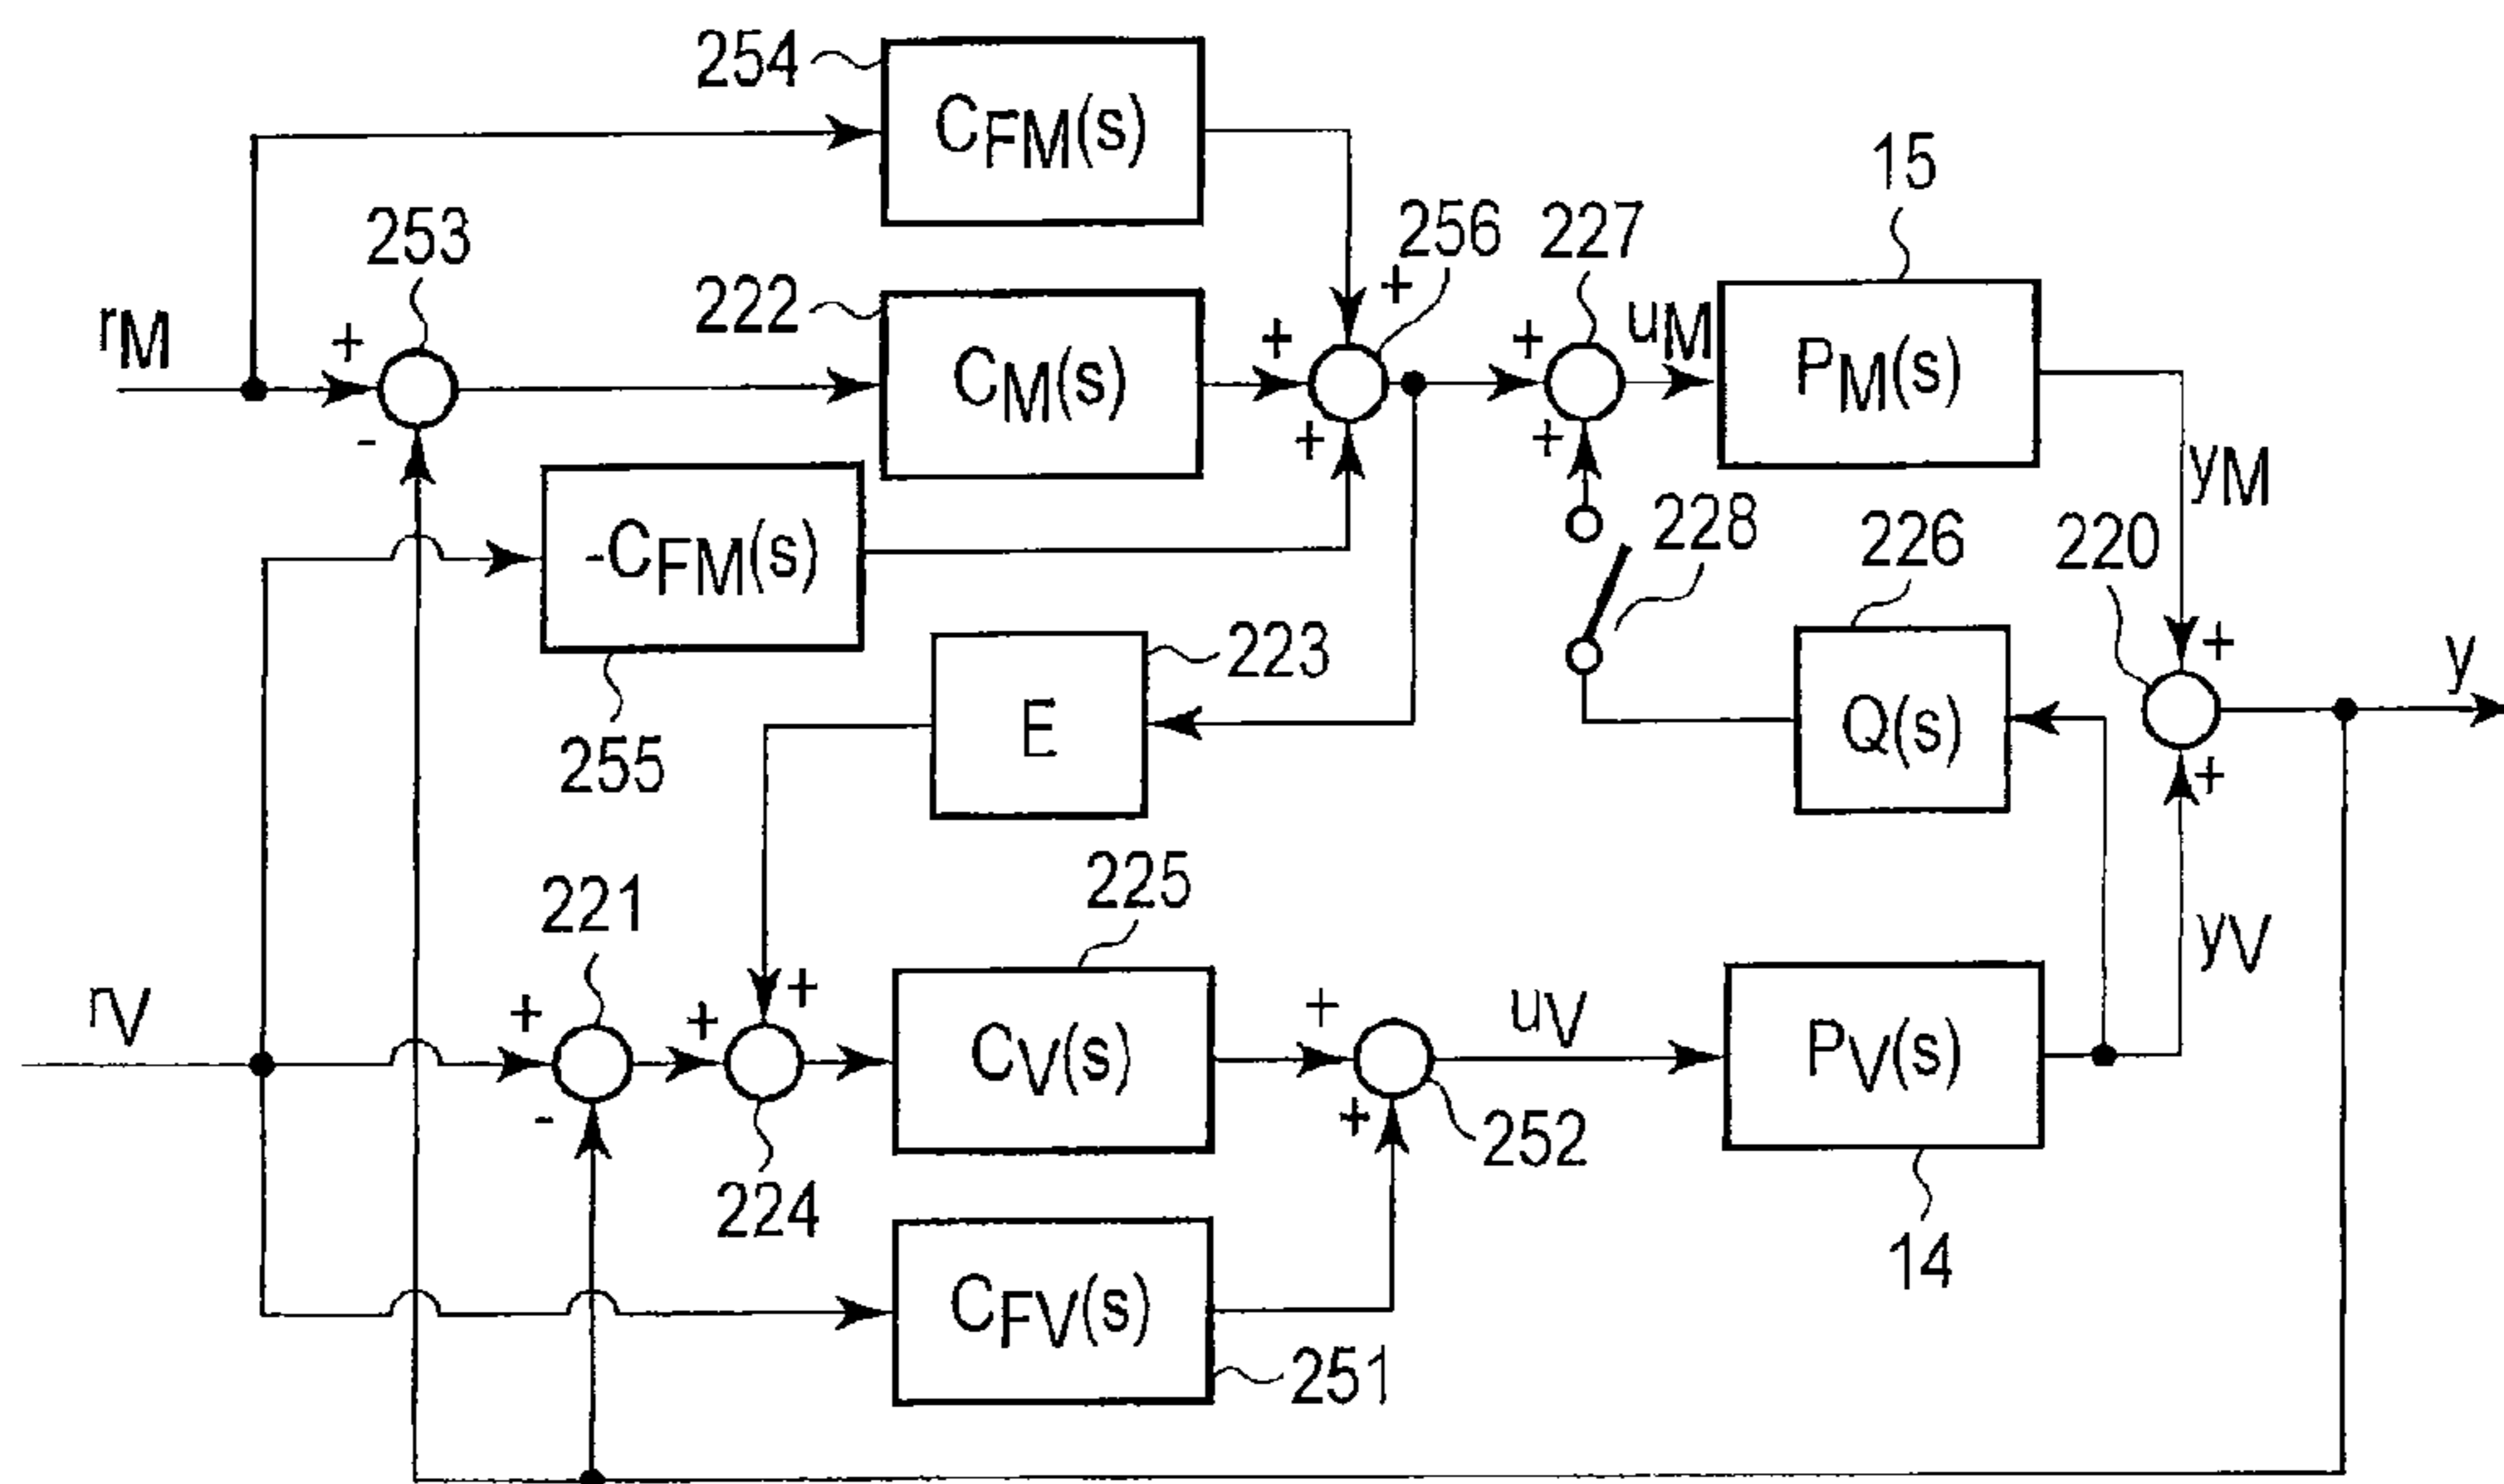 254
CFM(s)
15
253
256
227
rM
+
222
CM(s)
+
+
+
uM
PM(s)
-
+
+
yM
-CFM(s)
228
226
220
223
+
y
E
Q(s)
255
+
225
221
yV
rV
+
+
+
CV(s)
+
uV
PV(s)
-
+
252
224
14
CFV(s)
251